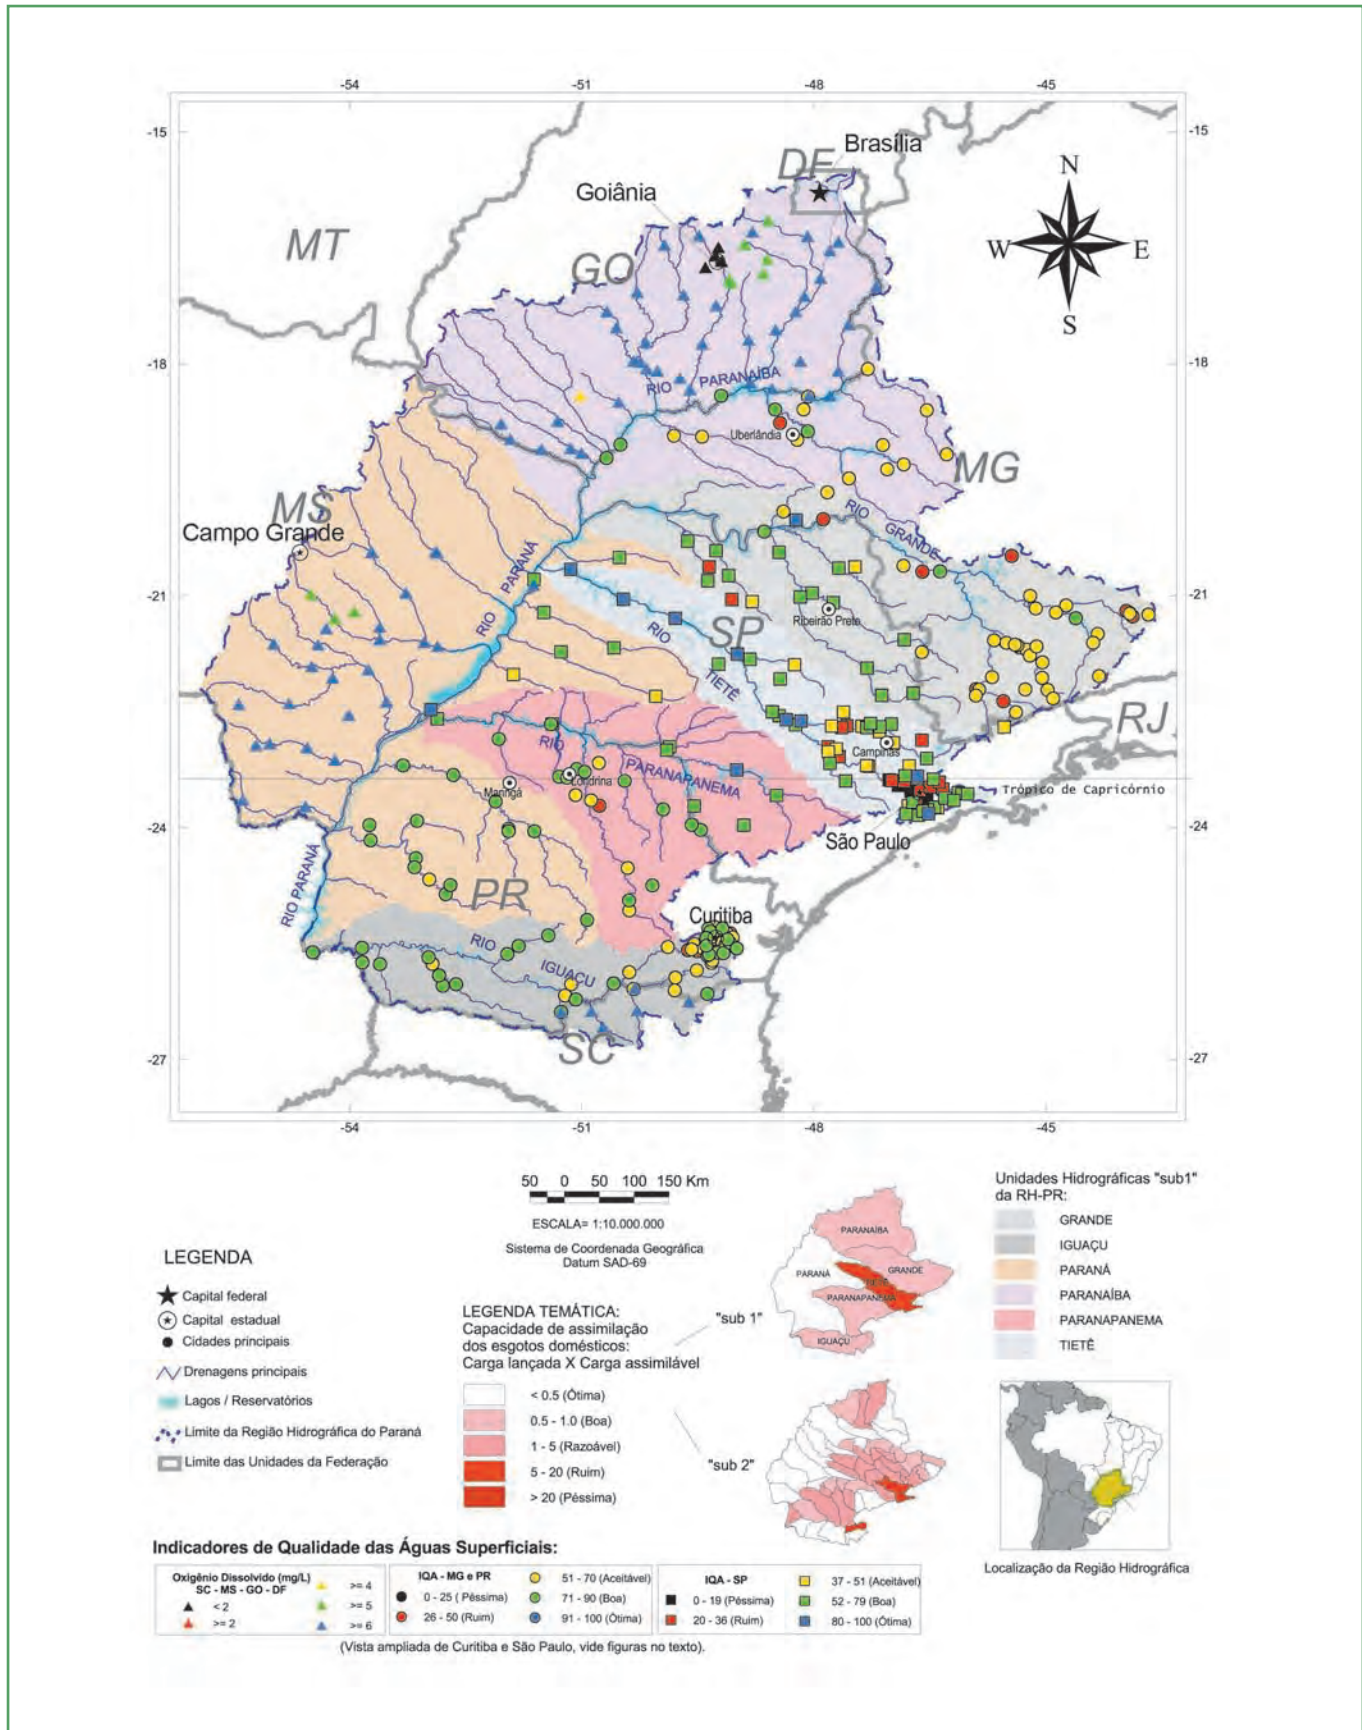 -54 -51 -48 -45
-15 -15
Brasília
DF
Goiânia
N
MT
GO
W E
S
-18 -18
RIO PARANAÍBA
Uberlândia
MG
MS
RIO GRANDE
Campo Grande
RIO PARANÁ
-21 -21
Ribeirão Preto
SP
RIO TIETÊ
RJ
Campinas
RIO PARANAPANEMA
Londrina
Maringá
Trópico de Capricórnio
-24 -24
São Paulo
RIO PARANÁ
PR
Curitiba
RIO IGUAÇU
SC
-27 -27
-54 -51 -48 -45
50 0 50 100 150 Km
ESCALA= 1:10.000.000
Sistema de Coordenada Geográfica
Datum SAD-69
LEGENDA
Capital federal
Capital estadual
Cidades principais
Drenagens principais
Lagos / Reservatórios
Limite da Região Hidrográfica do Paraná
Limite das Unidades da Federação
LEGENDA TEMÁTICA:
Capacidade de assimilação
dos esgotos domésticos:
Carga lançada X Carga assimilável
< 0.5 (Ótima)
0.5 - 1.0 (Boa)
1 - 5 (Razoável)
5 - 20 (Ruim)
> 20 (Péssima)
"sub 1"
PARANAÍBA
PARANÁ
GRANDE
TIETÊ
PARANAPANEMA
IGUAÇU
"sub 2"
Unidades Hidrográficas "sub1"
da RH-PR:
GRANDE
IGUAÇU
PARANÁ
PARANAÍBA
PARANAPANEMA
TIETÊ
Localização da Região Hidrográfica
Indicadores de Qualidade das Águas Superficiais:
Oxigênio Dissolvido (mg/L)
SC - MS - GO - DF
< 2
>= 2
>= 4
>= 5
>= 6
IQA - MG e PR
0 - 25 ( Péssima)
26 - 50 (Ruim)
51 - 70 (Aceitável)
71 - 90 (Boa)
91 - 100 (Ótima)
IQA - SP
0 - 19 (Péssima)
20 - 36 (Ruim)
37 - 51 (Aceitável)
52 - 79 (Boa)
80 - 100 (Ótima)
(Vista ampliada de Curitiba e São Paulo, vide figuras no texto).